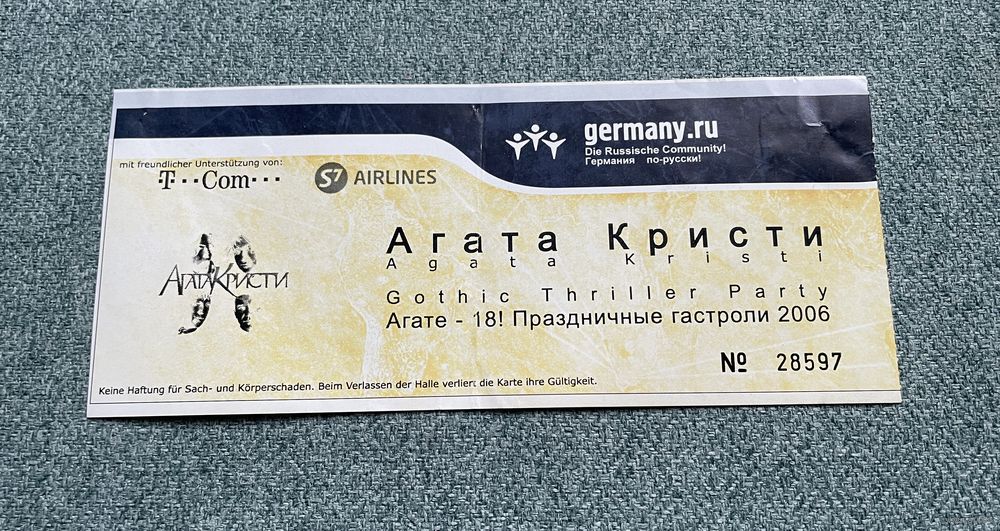 germany.ru
Die Russische Community!
Германия по-русски!
mit freundlicher Unterstützung von:
T··Com···
S7 AIRLINES
Агата Кристи
Agata Kristi
АГАТА КРИСТИ
Gothic Thriller Party
Агате - 18! Праздничные гастроли 2006
№ 28597
Keine Haftung für Sach- und Körperschaden. Beim Verlassen der Halle verliert die Karte ihre Gültigkeit.